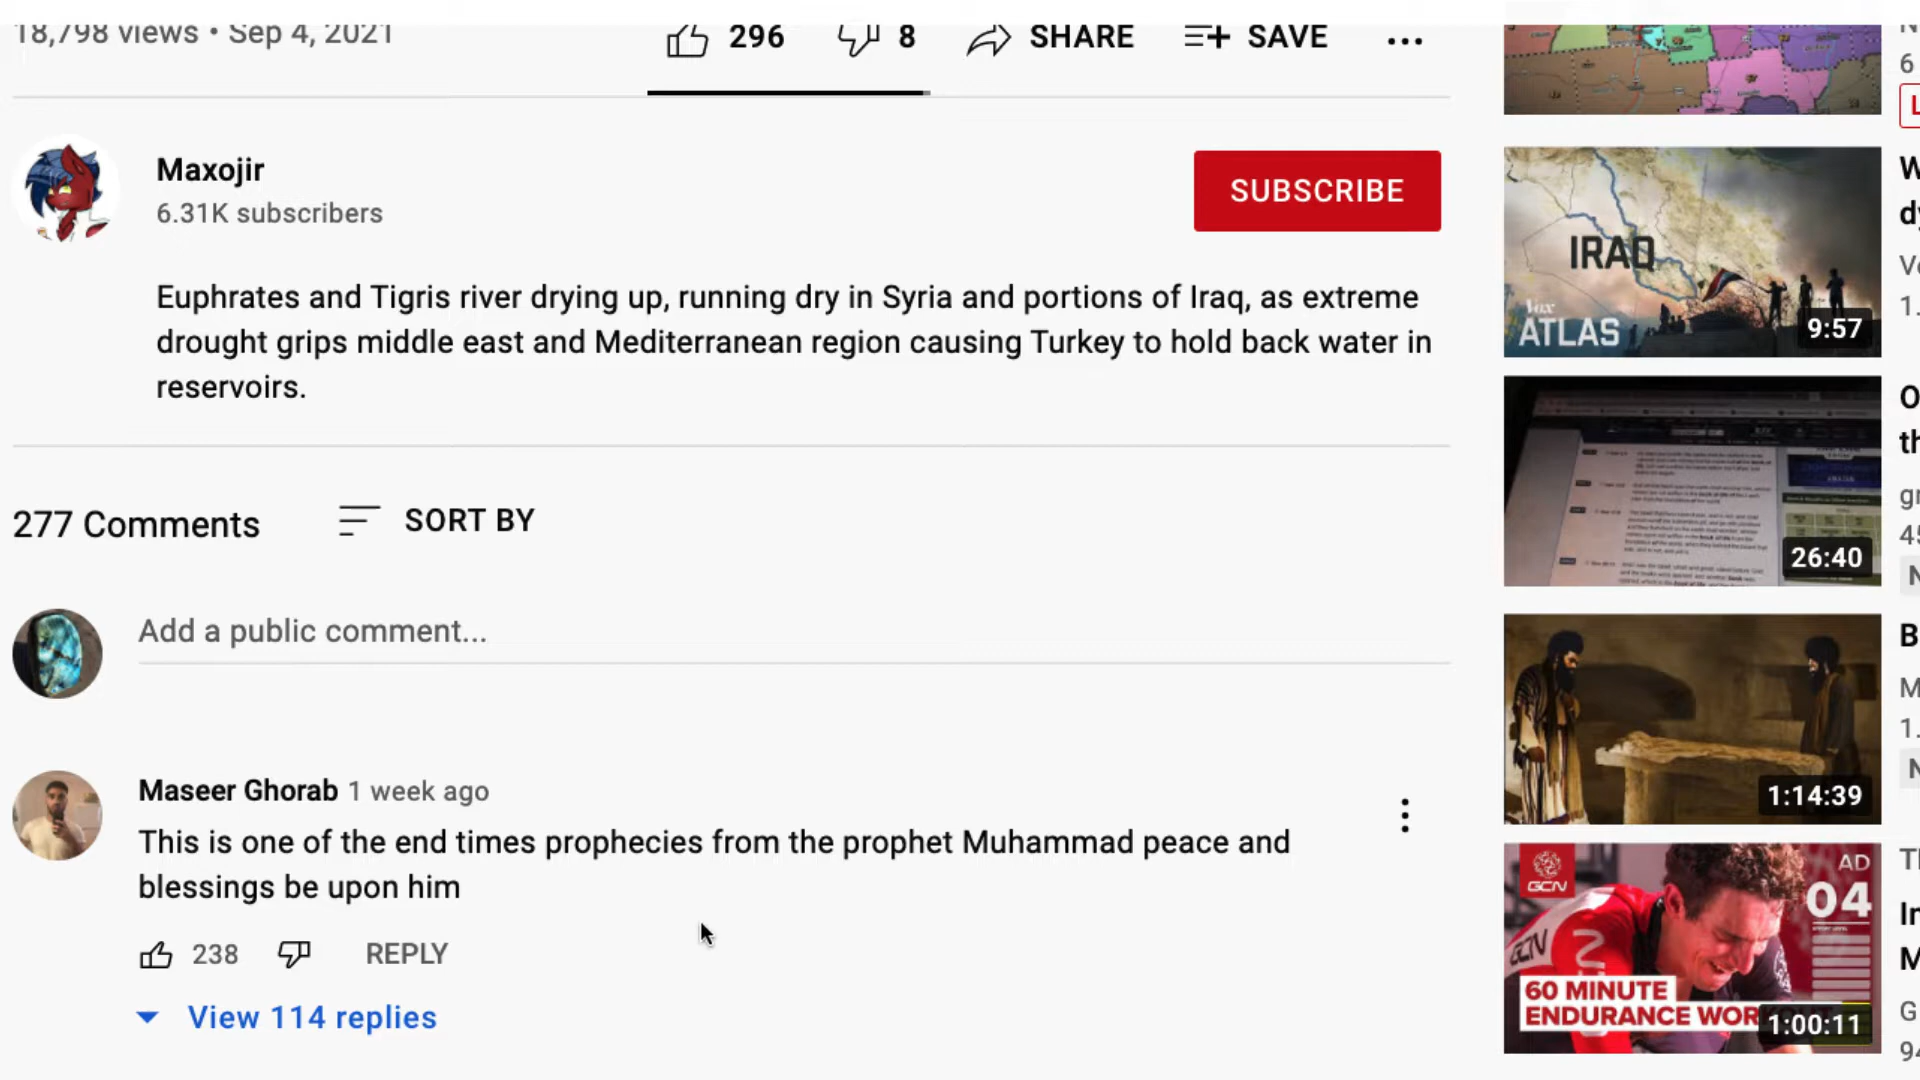 18,798 views • Sep 4, 2021
296
8
SHARE
SAVE
Maxojir
6.31K subscribers
SUBSCRIBE
Euphrates and Tigris river drying up, running dry in Syria and portions of Iraq, as extreme
drought grips middle east and Mediterranean region causing Turkey to hold back water in
reservoirs.
277 Comments
SORT BY
Add a public comment...
Maseer Ghorab 1 week ago
This is one of the end times prophecies from the prophet Muhammad peace and
blessings be upon him
238
REPLY
View 114 replies
IRAQ
Vox
ATLAS
9:57
26:40
1:14:39
GCN
AD
04
GCN
60 MINUTE
ENDURANCE WOR
1:00:11